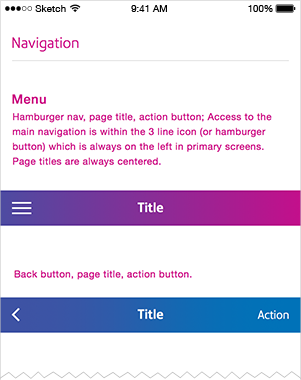 Sketch 9:41 AM 100%
Navigation
Menu
Hamburger nav, page title, action button; Access to the
main navigation is within the 3 line icon (or hamburger
button) which is always on the left in primary screens.
Page titles are always centered.
Title
Back button, page title, action button.
Title Action